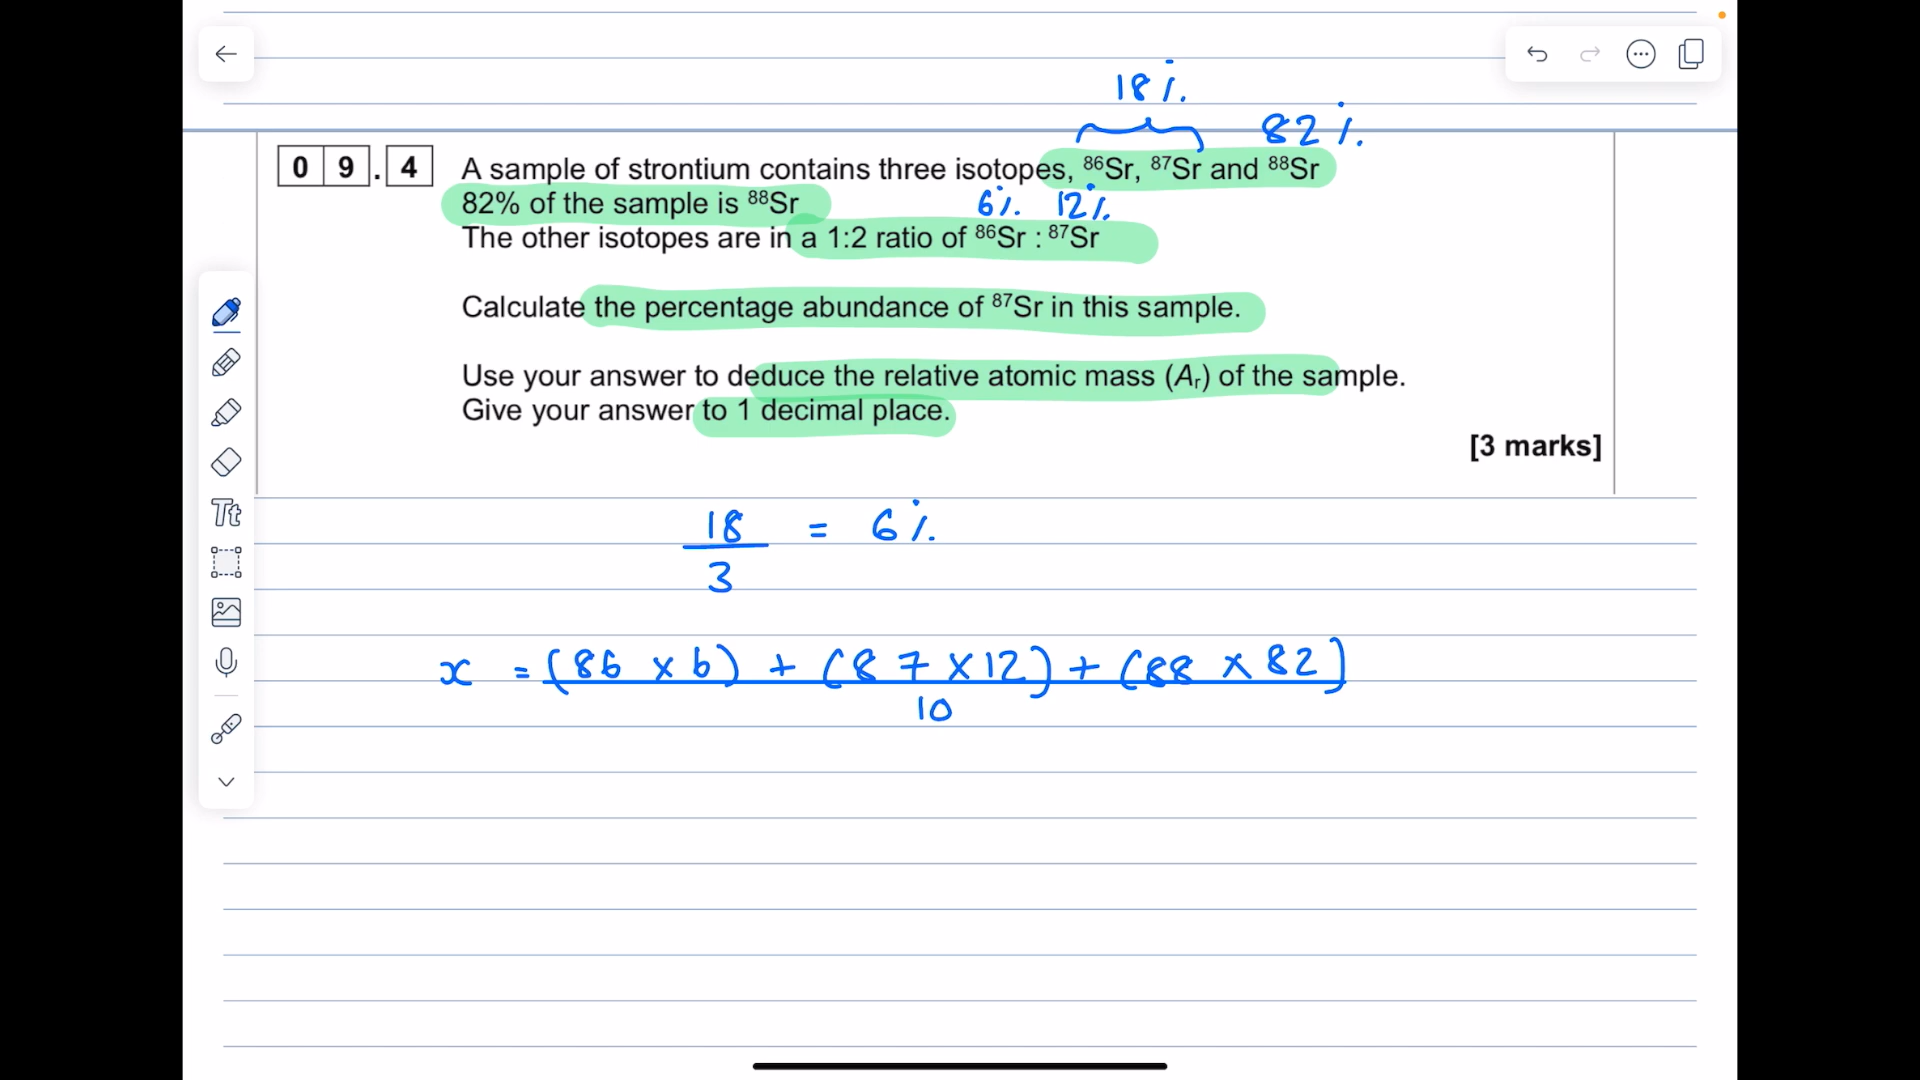 18%
82%
0 9 . 4 A sample of strontium contains three isotopes, ⁸⁶Sr, ⁸⁷Sr and ⁸⁸Sr
82% of the sample is ⁸⁸Sr
6% 12%
The other isotopes are in a 1:2 ratio of ⁸⁶Sr : ⁸⁷Sr
Calculate the percentage abundance of ⁸⁷Sr in this sample.
Use your answer to deduce the relative atomic mass (Aᵣ) of the sample.
Give your answer to 1 decimal place.
[3 marks]
18 = 6%
3
Tt
x = (86 x 6) + (87 x 12) + (88 x 82)
10